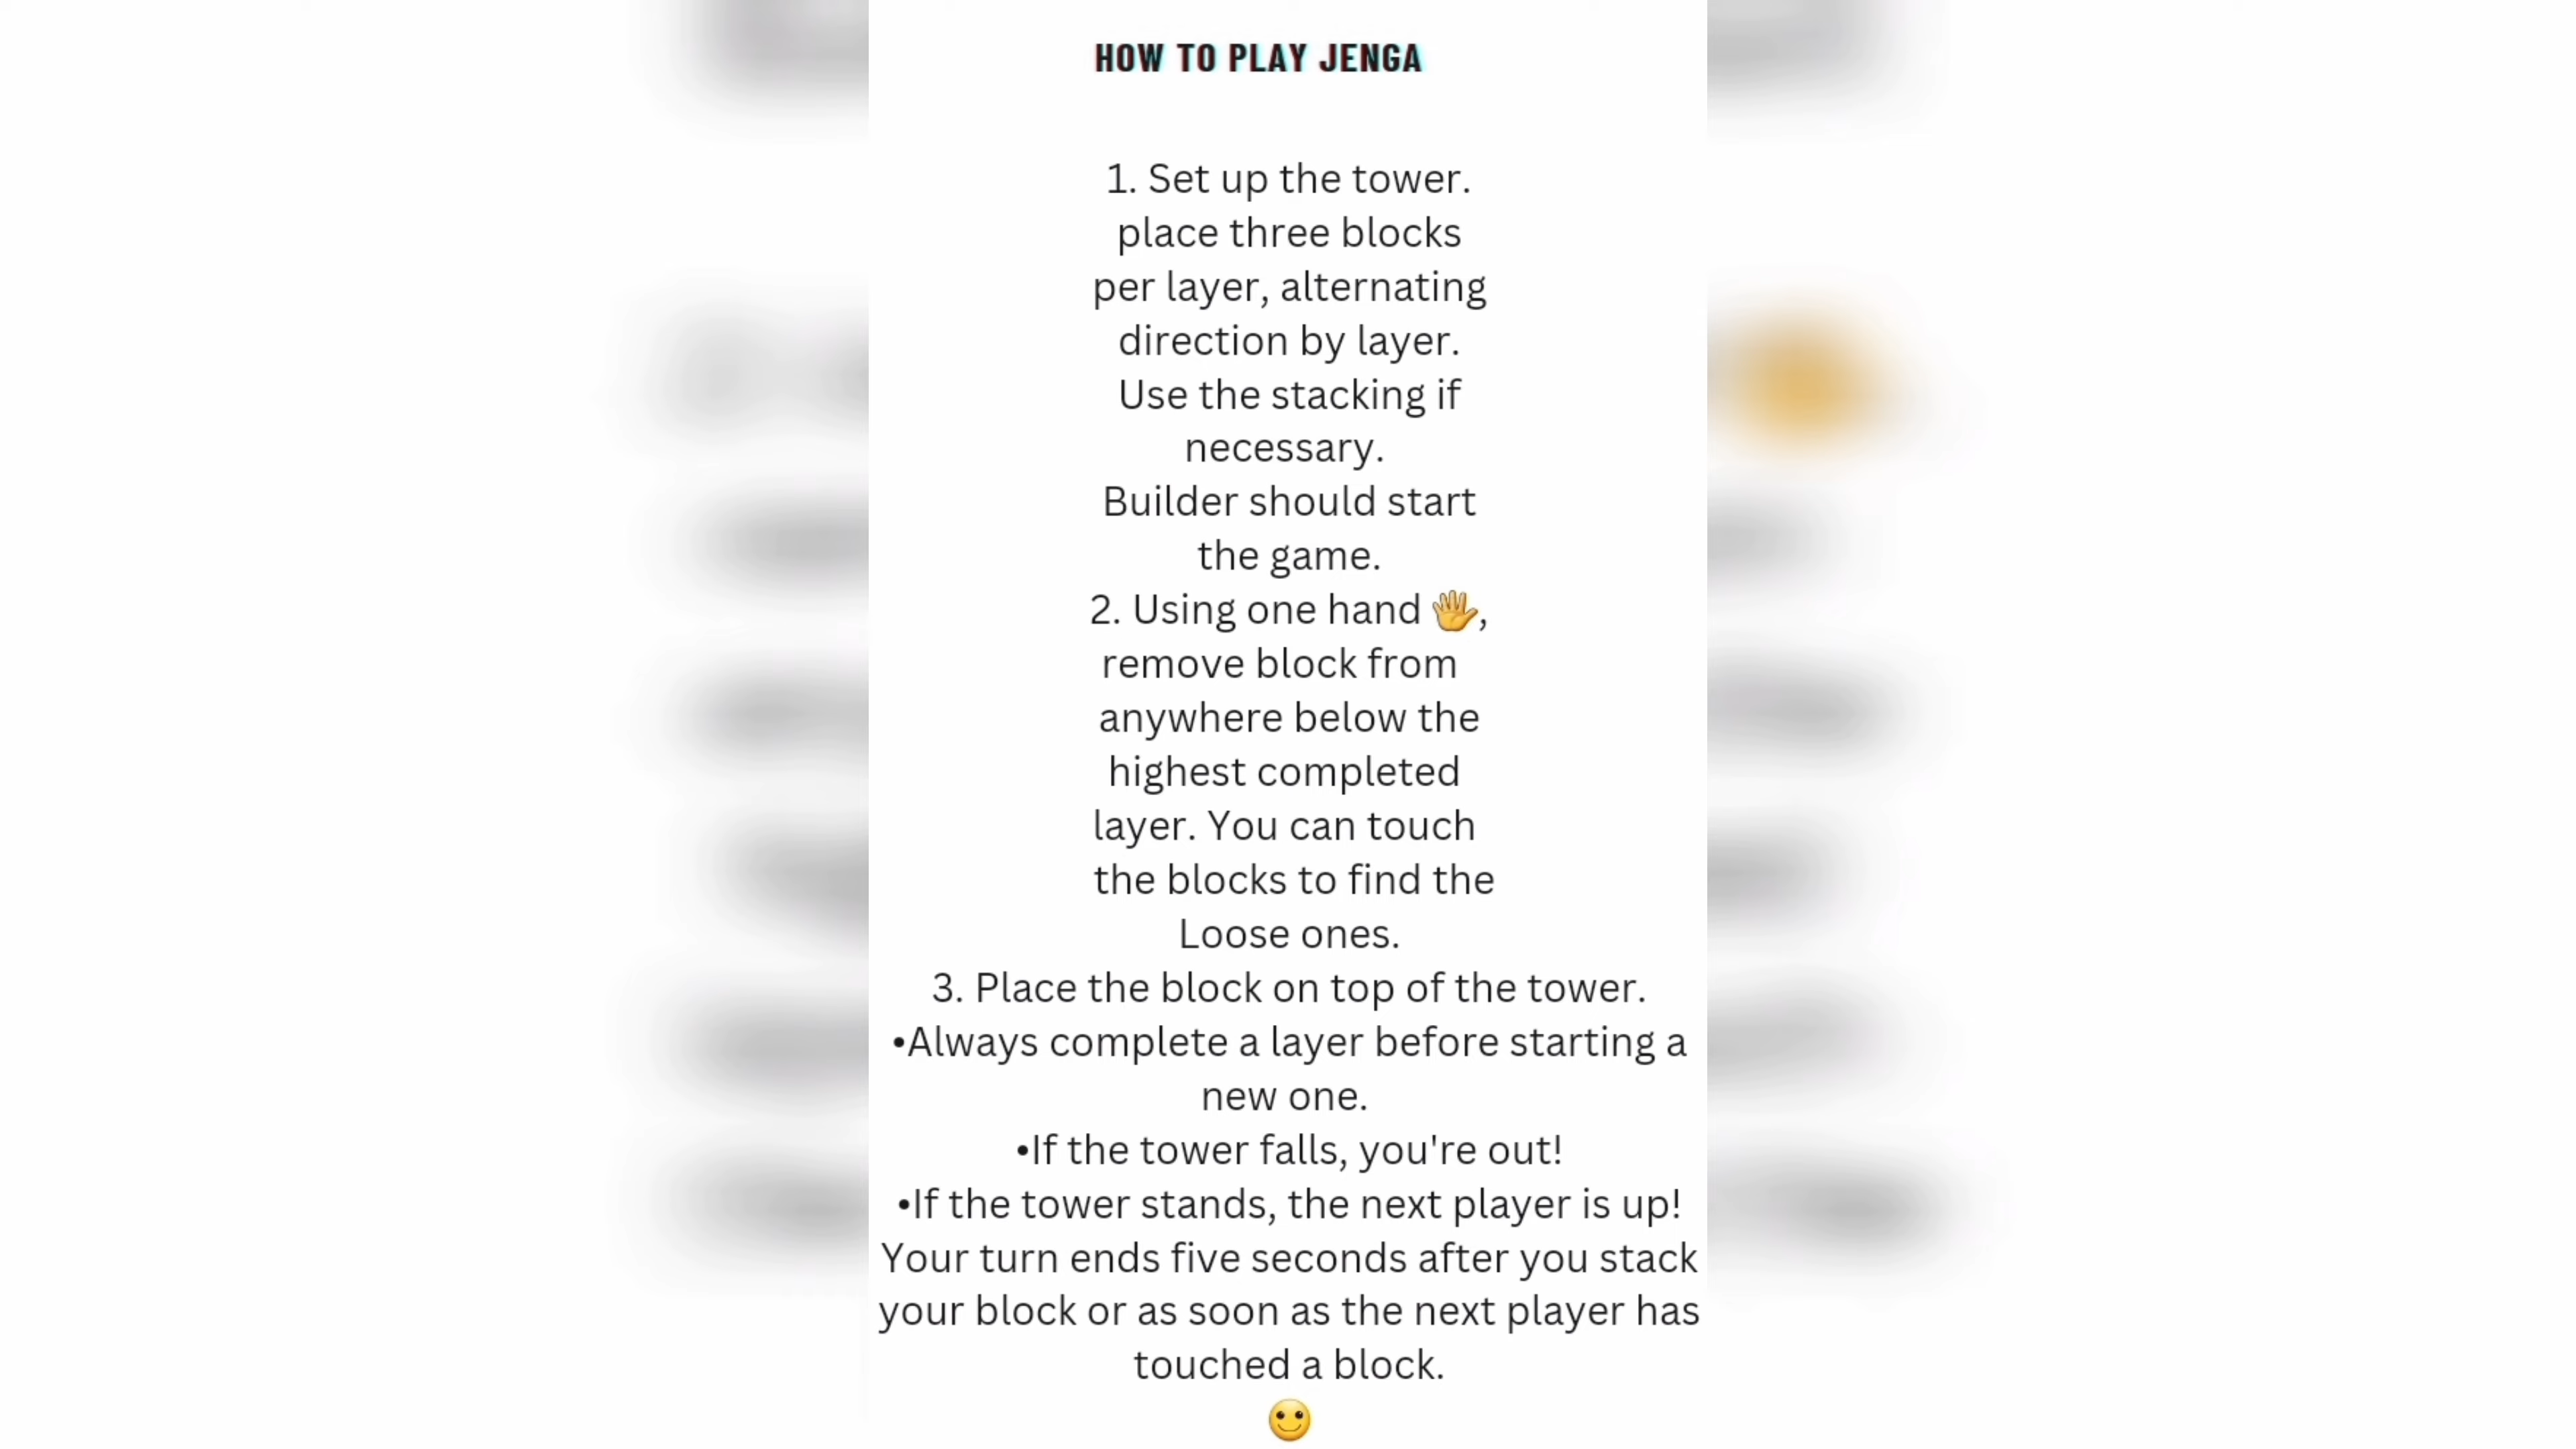 HOW TO PLAY JENGA
1. Set up the tower.
place three blocks
per layer, alternating
direction by layer.
Use the stacking if
necessary.
Builder should start
the game.
2. Using one hand 🖐,
remove block from
anywhere below the
highest completed
layer. You can touch
the blocks to find the
Loose ones.
3. Place the block on top of the tower.
•Always complete a layer before starting a
new one.
•If the tower falls, you're out!
•If the tower stands, the next player is up!
Your turn ends five seconds after you stack
your block or as soon as the next player has
touched a block.
🙂